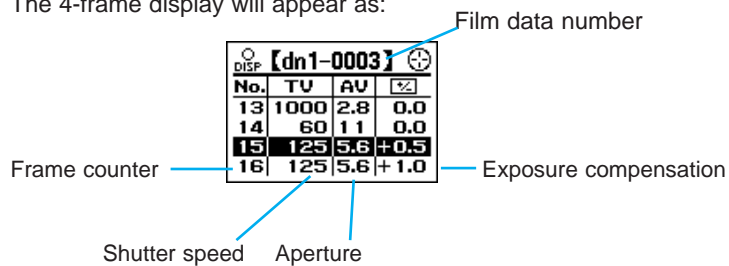 The 4-frame display will appear as:
Film data number
DISP【dn1-0003】
No. TV AV +/-
13 1000 2.8 0.0
14 60 11 0.0
15 125 5.6 +0.5
16 125 5.6 +1.0
Frame counter
Exposure compensation
Shutter speed Aperture